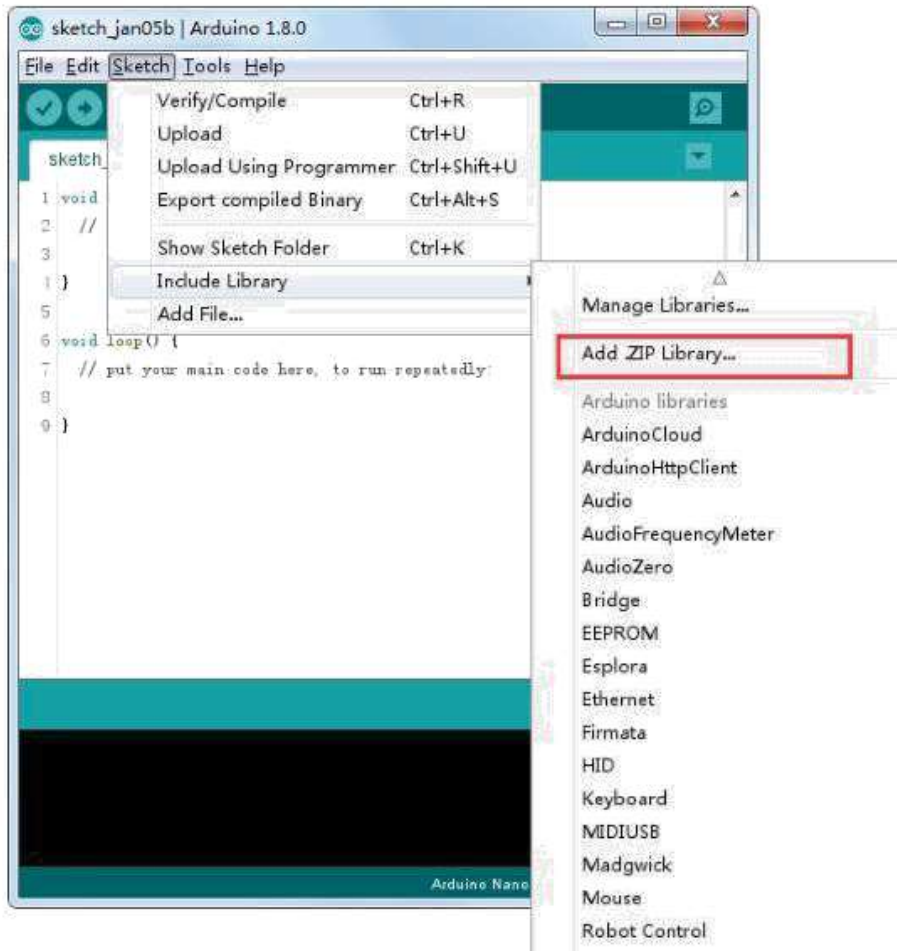 sketch_jan05b | Arduino 1.8.0
File Edit Sketch Tools Help
Verify/Compile Ctrl+R
Upload Ctrl+U
Upload Using Programmer Ctrl+Shift+U
Export compiled Binary Ctrl+Alt+S
Show Sketch Folder Ctrl+K
Include Library
Add File...
sketch_
1 void
2 //
3
4 }
5
6 void loop() {
7 // put your main code here, to run repeatedly:
8
9 }
Manage Libraries...
Add .ZIP Library...
Arduino libraries
ArduinoCloud
ArduinoHttpClient
Audio
AudioFrequencyMeter
AudioZero
Bridge
EEPROM
Esplora
Ethernet
Firmata
HID
Keyboard
MIDIUSB
Madgwick
Mouse
Robot Control
Arduino Nano